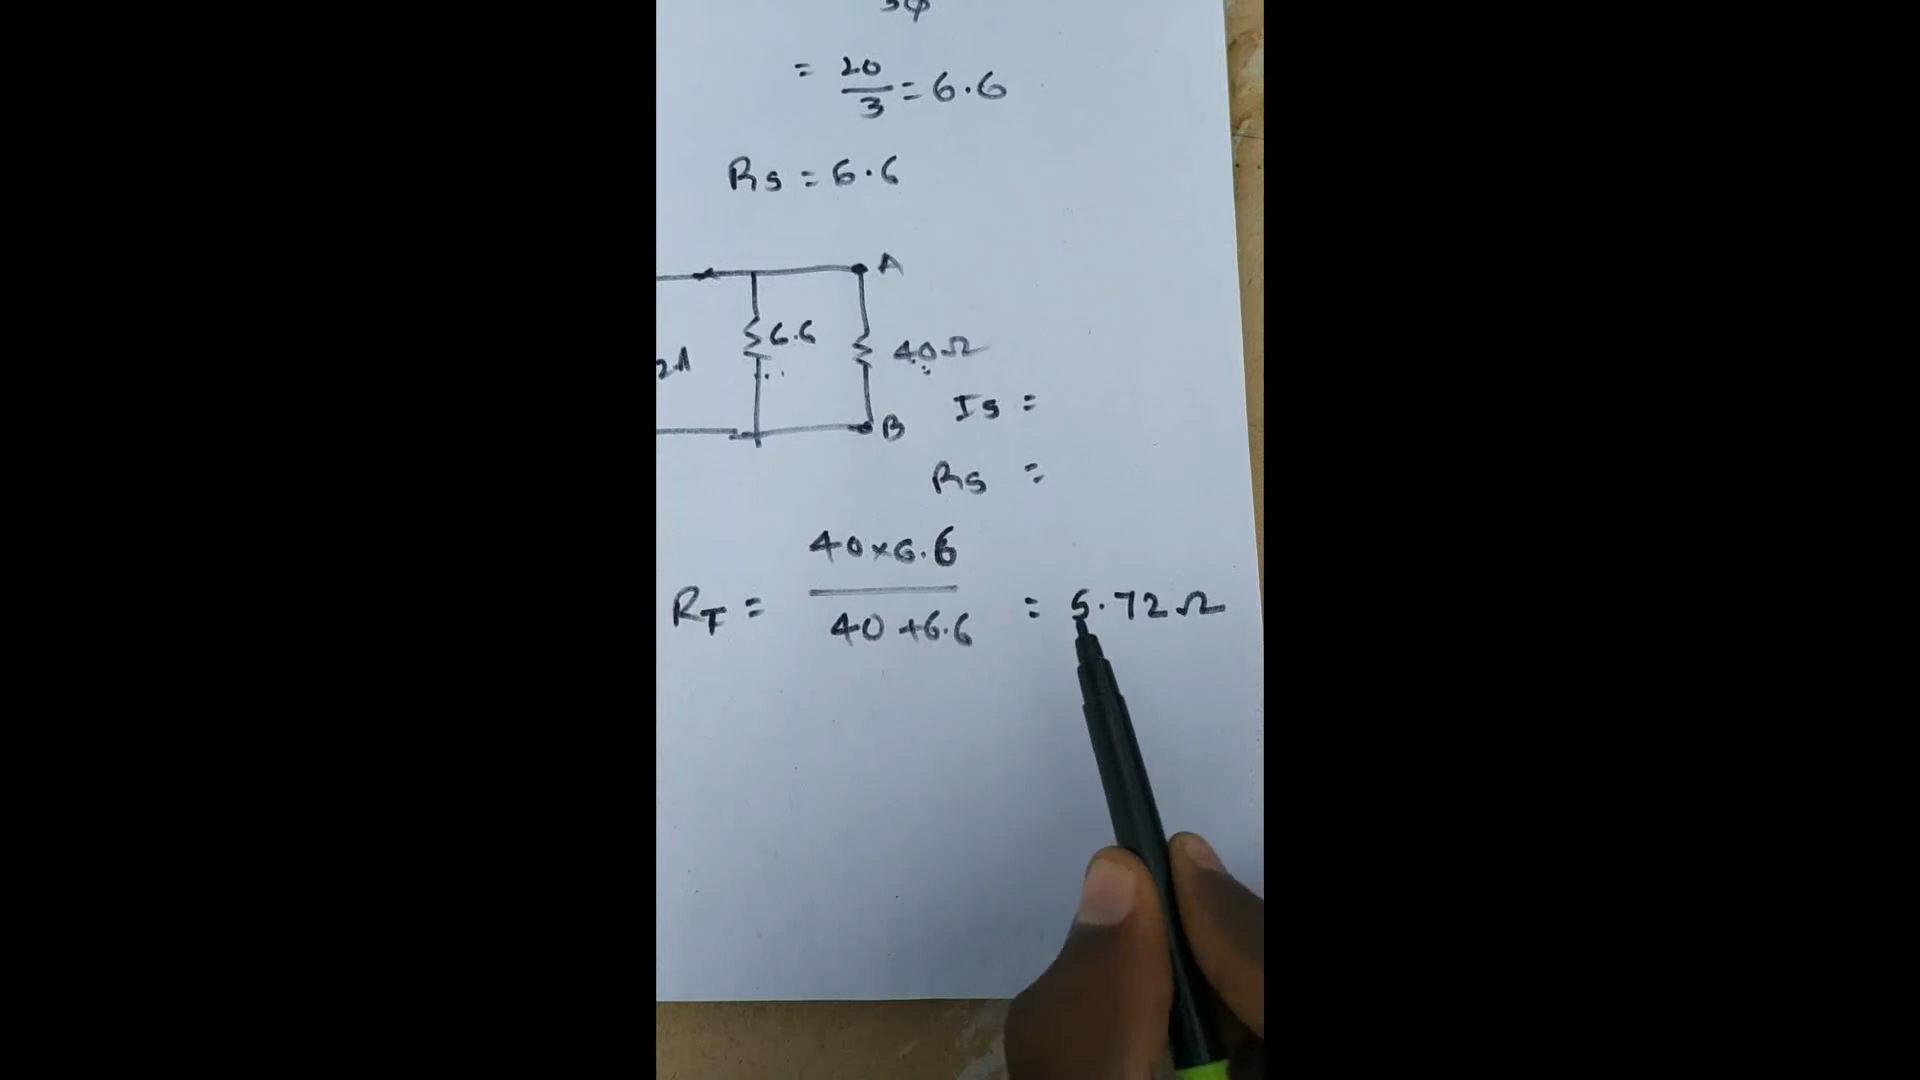 3φ
= 20/3 = 6.6
Rs = 6.6
A
6.6
40Ω
2A
Is =
B
Rs =
RT = 40×6.6/40+6.6 = 5.72Ω